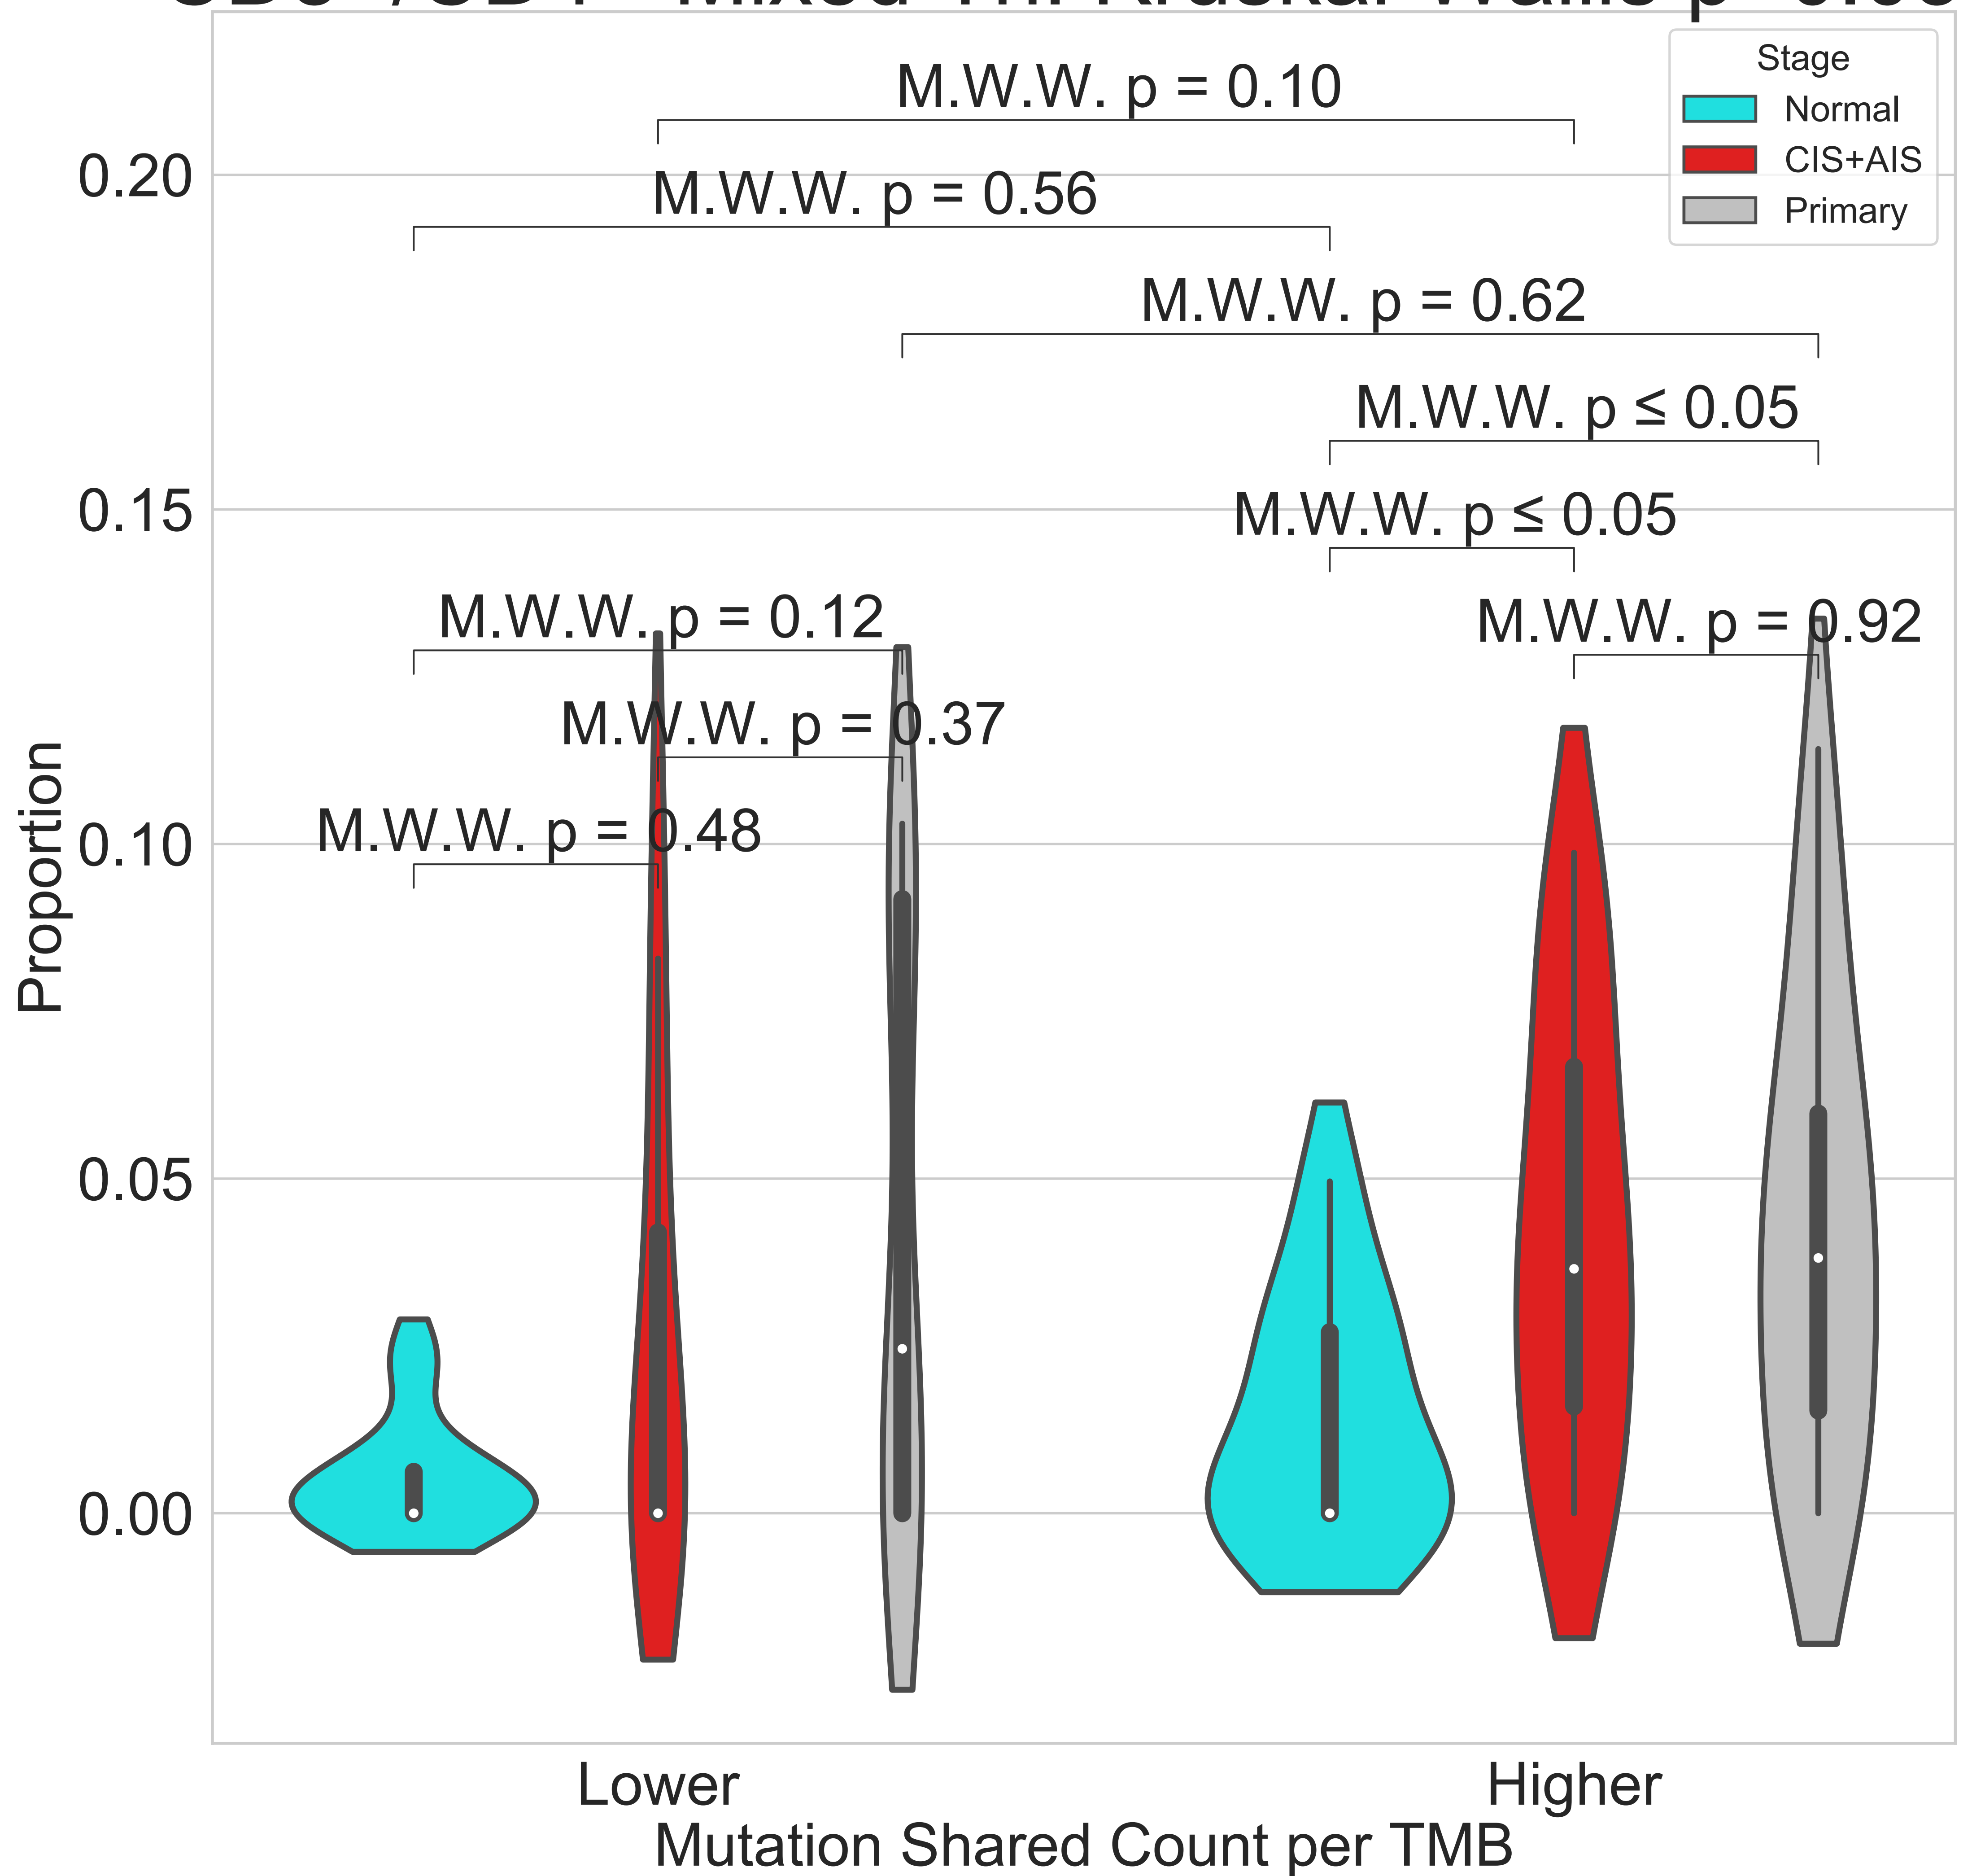 Stage
Normal
CIS+AIS
Primary
M.W.W. p = 0.10
M.W.W. p = 0.56
M.W.W. p = 0.62
M.W.W. p ≤ 0.05
M.W.W. p ≤ 0.05
M.W.W. p = 0.12
M.W.W. p = 0.92
M.W.W. p = 0.37
M.W.W. p = 0.48
0.20
0.15
0.10
0.05
0.00
Proportion
Lower
Higher
Mutation Shared Count per TMB